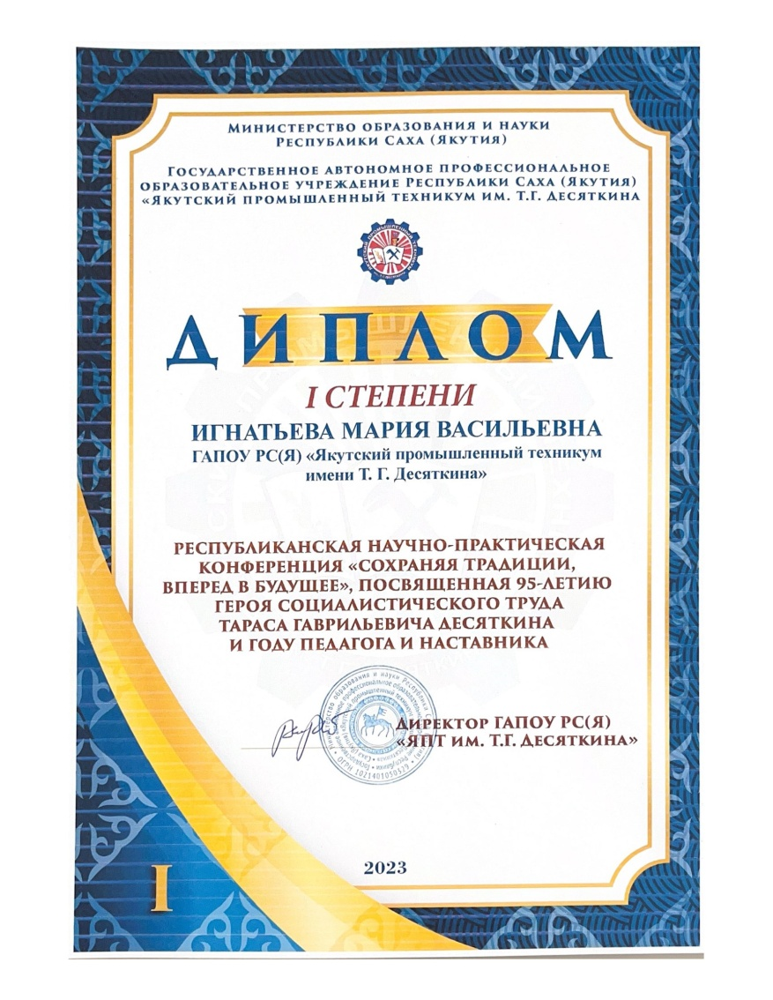 Министерство образования и науки
Республики Саха (Якутия)
Государственное автономное профессиональное
образовательное учреждение Республики Саха (Якутия)
«Якутский промышленный техникум им. Т.Г. Десяткина
ДИПЛОМ
I СТЕПЕНИ
ИГНАТЬЕВА МАРИЯ ВАСИЛЬЕВНА
ГАПОУ РС(Я) «Якутский промышленный техникум
имени Т. Г. Десяткина»
РЕСПУБЛИКАНСКАЯ НАУЧНО-ПРАКТИЧЕСКАЯ
КОНФЕРЕНЦИЯ «СОХРАНЯЯ ТРАДИЦИИ,
ВПЕРЕД В БУДУЩЕЕ», ПОСВЯЩЕННАЯ 95-ЛЕТИЮ
ГЕРОЯ СОЦИАЛИСТИЧЕСКОГО ТРУДА
ТАРАСА ГАВРИЛЬЕВИЧА ДЕСЯТКИНА
И ГОДУ ПЕДАГОГА И НАСТАВНИКА
Директор ГАПОУ РС(Я)
«ЯПТ им. Т.Г. Десяткина»
ОГРН 1021401050529
2023
I